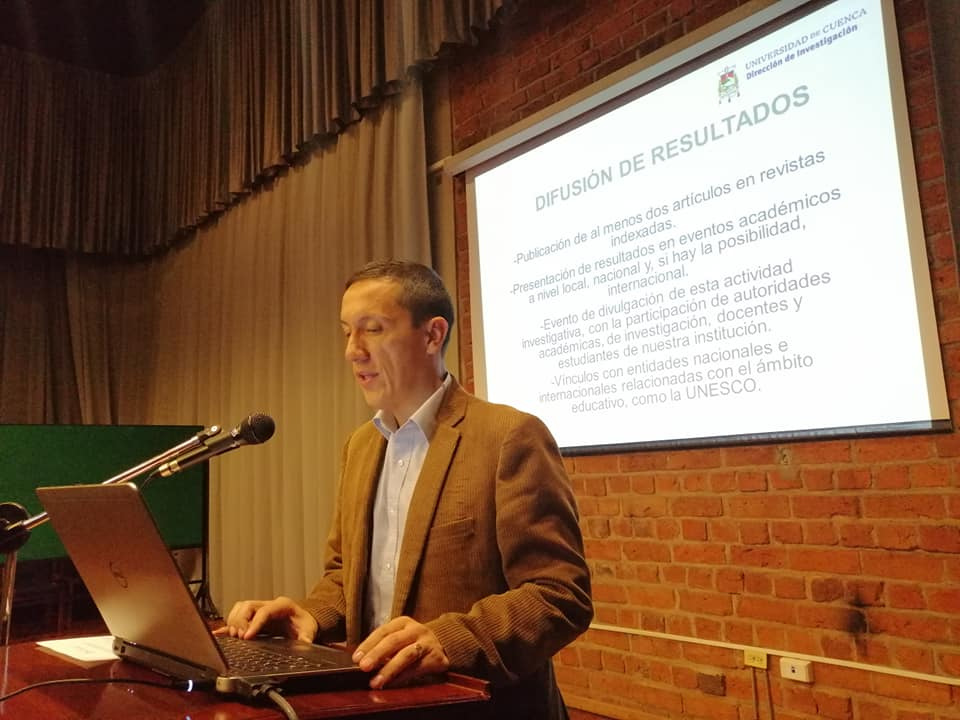 UNIVERSIDAD DE CUENCA
Dirección de Investigación
DIFUSIÓN DE RESULTADOS
-Publicación de al menos dos artículos en revistas
indexadas.
-Presentación de resultados en eventos académicos
a nivel local, nacional y, si hay la posibilidad,
internacional.
-Evento de divulgación de esta actividad
investigativa, con la participación de autoridades
académicas, de investigación, docentes y
estudiantes de nuestra institución.
-Vínculos con entidades nacionales e
internacionales relacionadas con el ámbito
educativo, como la UNESCO.